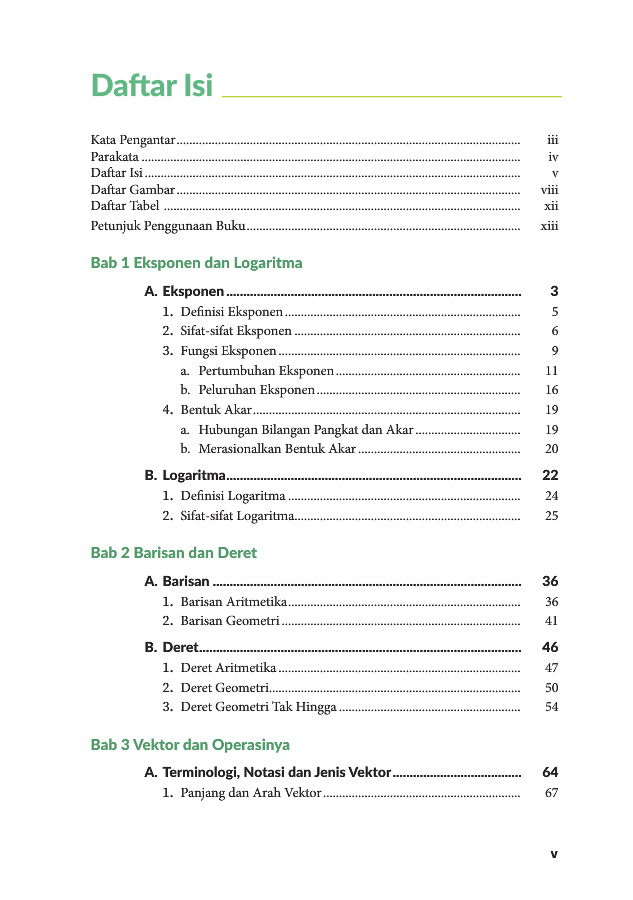 Daftar Isi
Kata Pengantar iii
Parakata iv
Daftar Isi v
Daftar Gambar viii
Daftar Tabel xii
Petunjuk Penggunaan Buku xiii
Bab 1 Eksponen dan Logaritma
A. Eksponen 3
1. Definisi Eksponen 5
2. Sifat-sifat Eksponen 6
3. Fungsi Eksponen 9
a. Pertumbuhan Eksponen 11
b. Peluruhan Eksponen 16
4. Bentuk Akar 19
a. Hubungan Bilangan Pangkat dan Akar 19
b. Merasionalkan Bentuk Akar 20
B. Logaritma 22
1. Definisi Logaritma 24
2. Sifat-sifat Logaritma 25
Bab 2 Barisan dan Deret
A. Barisan 36
1. Barisan Aritmetika 36
2. Barisan Geometri 41
B. Deret 46
1. Deret Aritmetika 47
2. Deret Geometri 50
3. Deret Geometri Tak Hingga 54
Bab 3 Vektor dan Operasinya
A. Terminologi, Notasi dan Jenis Vektor 64
1. Panjang dan Arah Vektor 67
v